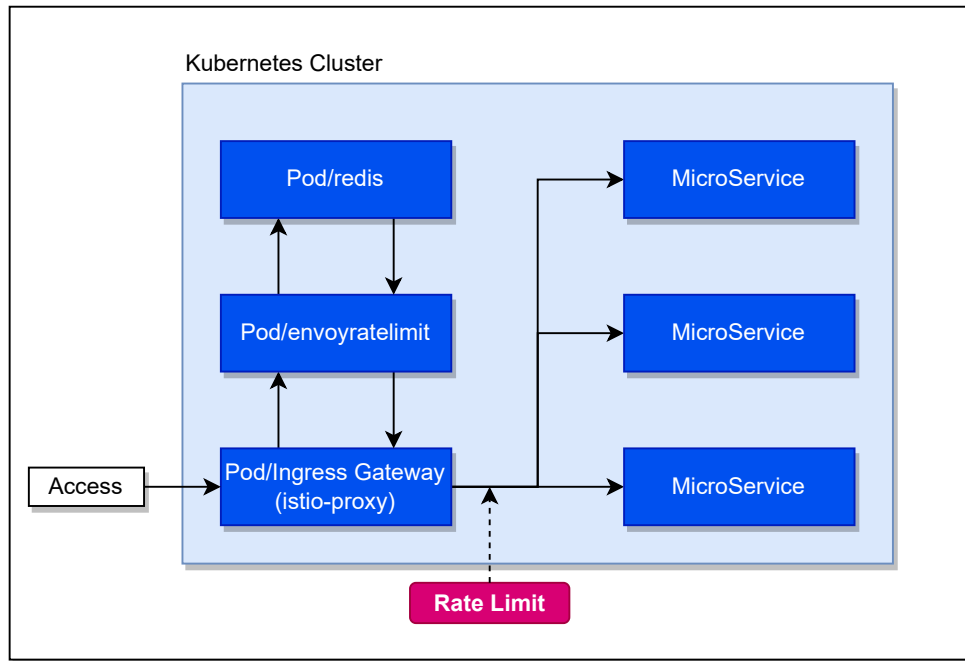 Kubernetes Cluster
Pod/redis
MicroService
Pod/envoyratelimit
MicroService
Access
Pod/Ingress Gateway
(istio-proxy)
MicroService
Rate Limit